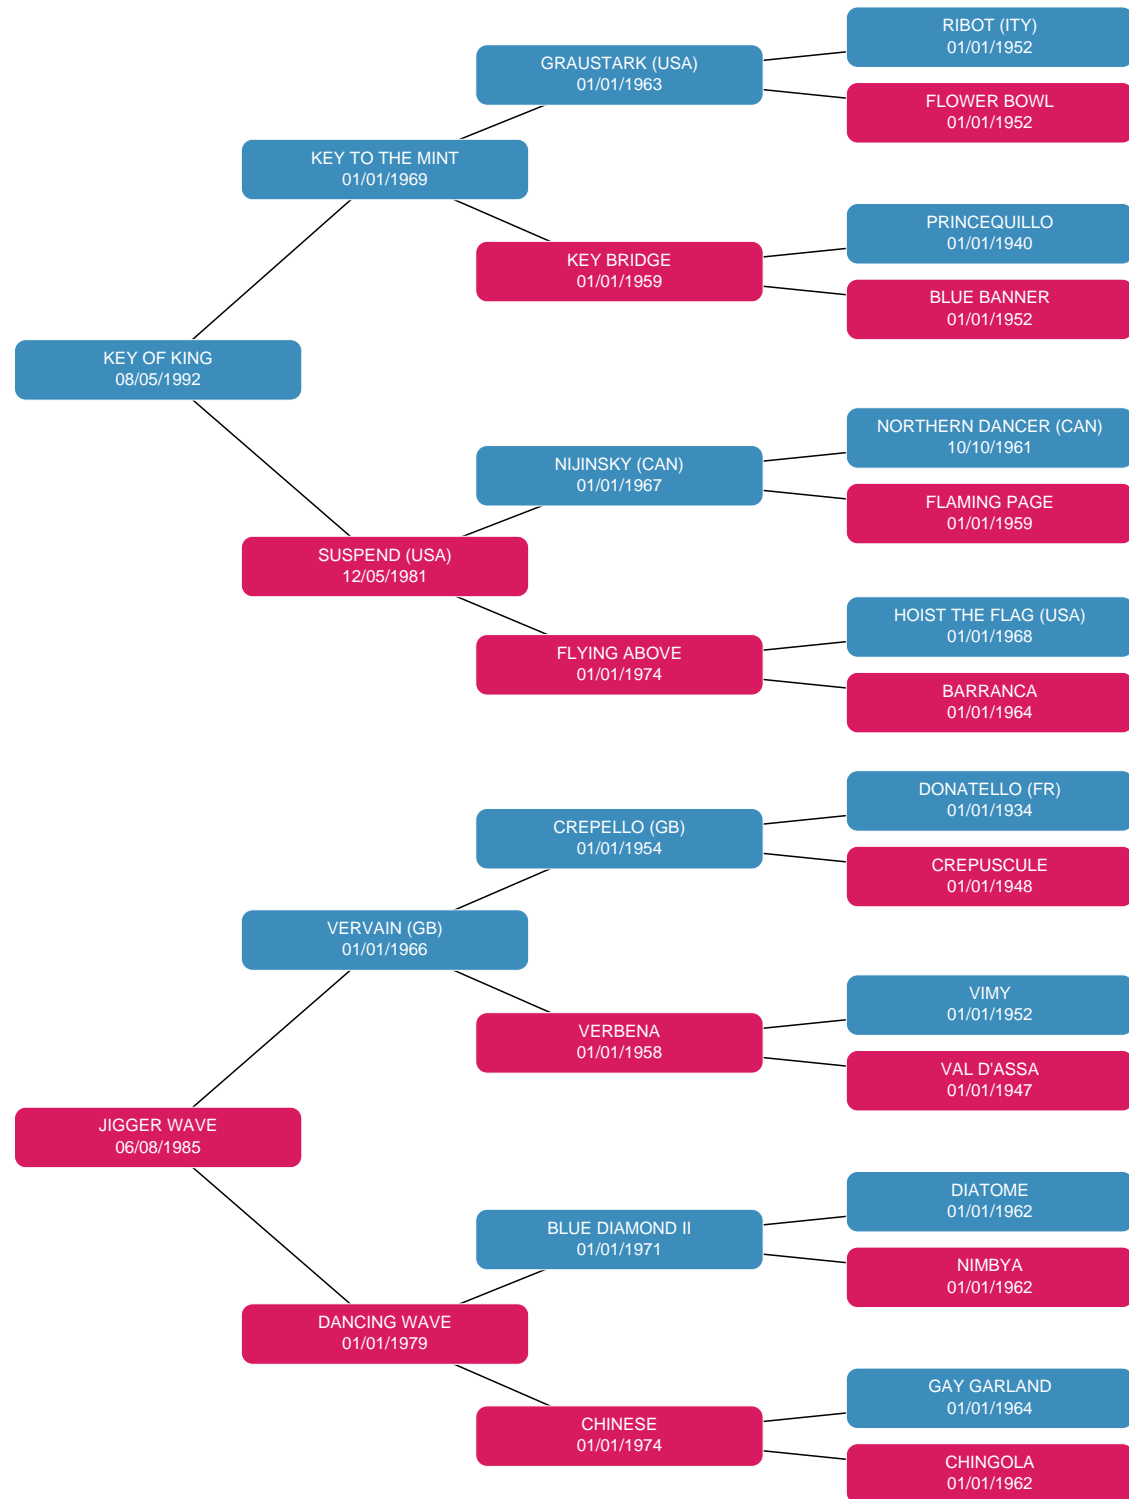 RIBOT (ITY)
01/01/1952
GRAUSTARK (USA)
01/01/1963
FLOWER BOWL
01/01/1952
KEY TO THE MINT
01/01/1969
PRINCEQUILLO
01/01/1940
KEY BRIDGE
01/01/1959
BLUE BANNER
01/01/1952
KEY OF KING
08/05/1992
NORTHERN DANCER (CAN)
10/10/1961
NIJINSKY (CAN)
01/01/1967
FLAMING PAGE
01/01/1959
SUSPEND (USA)
12/05/1981
HOIST THE FLAG (USA)
01/01/1968
FLYING ABOVE
01/01/1974
BARRANCA
01/01/1964
DONATELLO (FR)
01/01/1934
CREPELLO (GB)
01/01/1954
CREPUSCULE
01/01/1948
VERVAIN (GB)
01/01/1966
VIMY
01/01/1952
VERBENA
01/01/1958
VAL D'ASSA
01/01/1947
JIGGER WAVE
06/08/1985
DIATOME
01/01/1962
BLUE DIAMOND II
01/01/1971
NIMBYA
01/01/1962
DANCING WAVE
01/01/1979
GAY GARLAND
01/01/1964
CHINESE
01/01/1974
CHINGOLA
01/01/1962